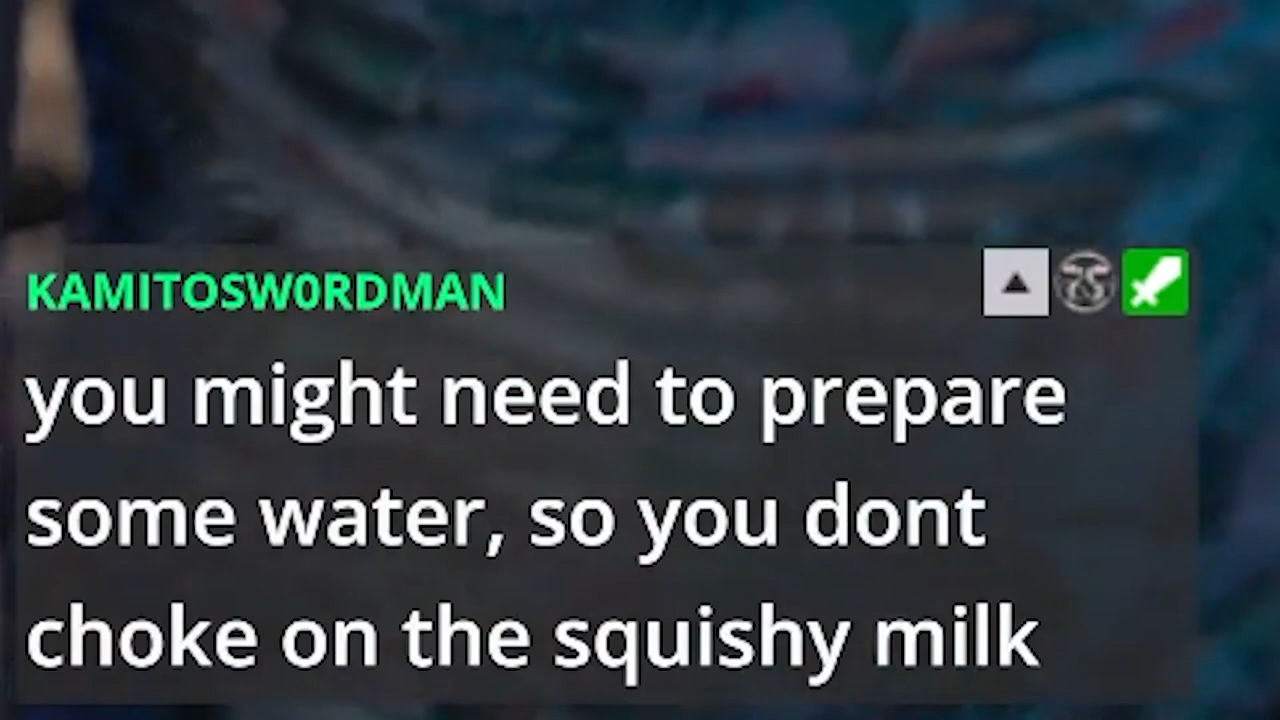 KAMITOSW0RDMAN
you might need to prepare
some water, so you dont
choke on the squishy milk